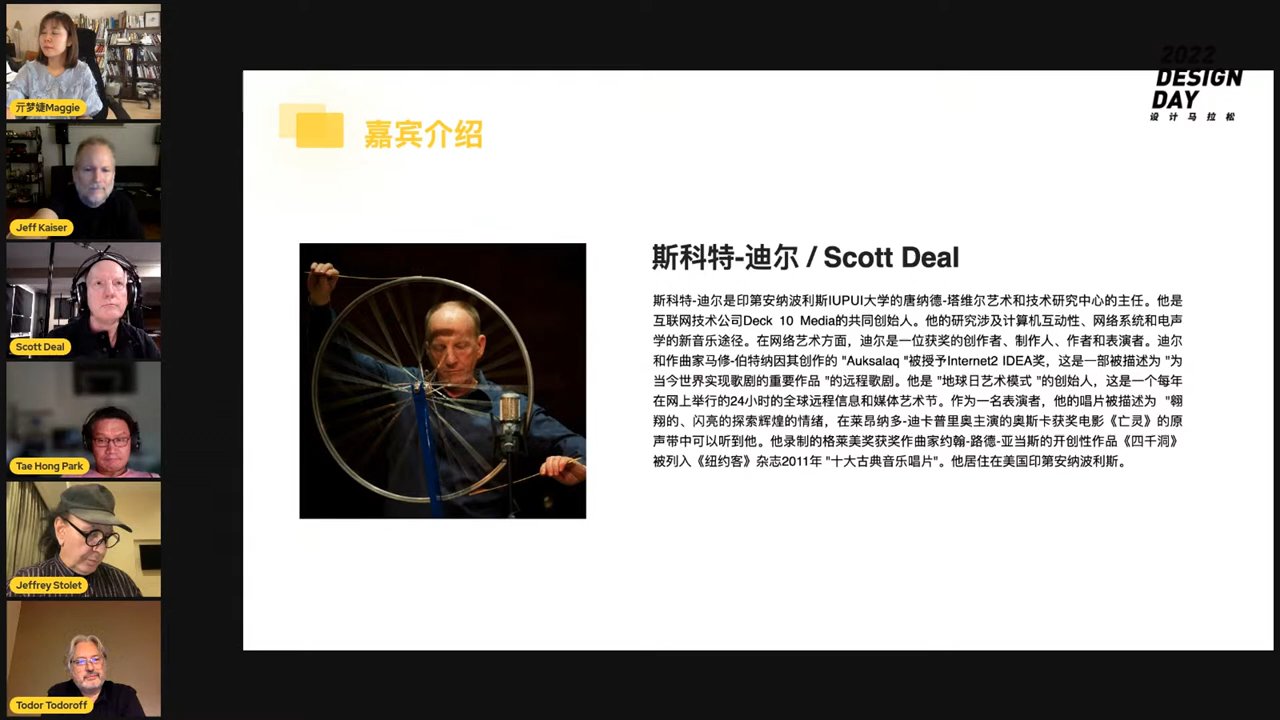 亓梦婕Maggie
Jeff Kaiser
Scott Deal
Tae Hong Park
Jeffrey Stolet
Todor Todoroff
2022
DESIGN
DAY
设计马拉松
嘉宾介绍
斯科特-迪尔 / Scott Deal
斯科特-迪尔是印第安纳波利斯IUPUI大学的唐纳德-塔维尔艺术和技术研究中心的主任。他是
互联网技术公司Deck 10 Media的共同创始人。他的研究涉及计算机互动性、网络系统和电声
学的新音乐途径。在网络艺术方面，迪尔是一位获奖的创作者、制作人、作者和表演者。迪尔
和作曲家马修-伯特纳因其创作的 "Auksalaq "被授予Internet2 IDEA奖，这是一部被描述为 "为
当今世界实现歌剧的重要作品 "的远程歌剧。他是 "地球日艺术模式 "的创始人，这是一个每年
在网上举行的24小时的全球远程信息和媒体艺术节。作为一名表演者，他的唱片被描述为 "翱
翔的、闪亮的探索辉煌的情绪，在莱昂纳多-迪卡普里奥主演的奥斯卡获奖电影《亡灵》的原
声带中可以听到他。他录制的格莱美奖获奖作曲家约翰-路德-亚当斯的开创性作品《四千洞》
被列入《纽约客》杂志2011年 "十大古典音乐唱片"。他居住在美国印第安纳波利斯。